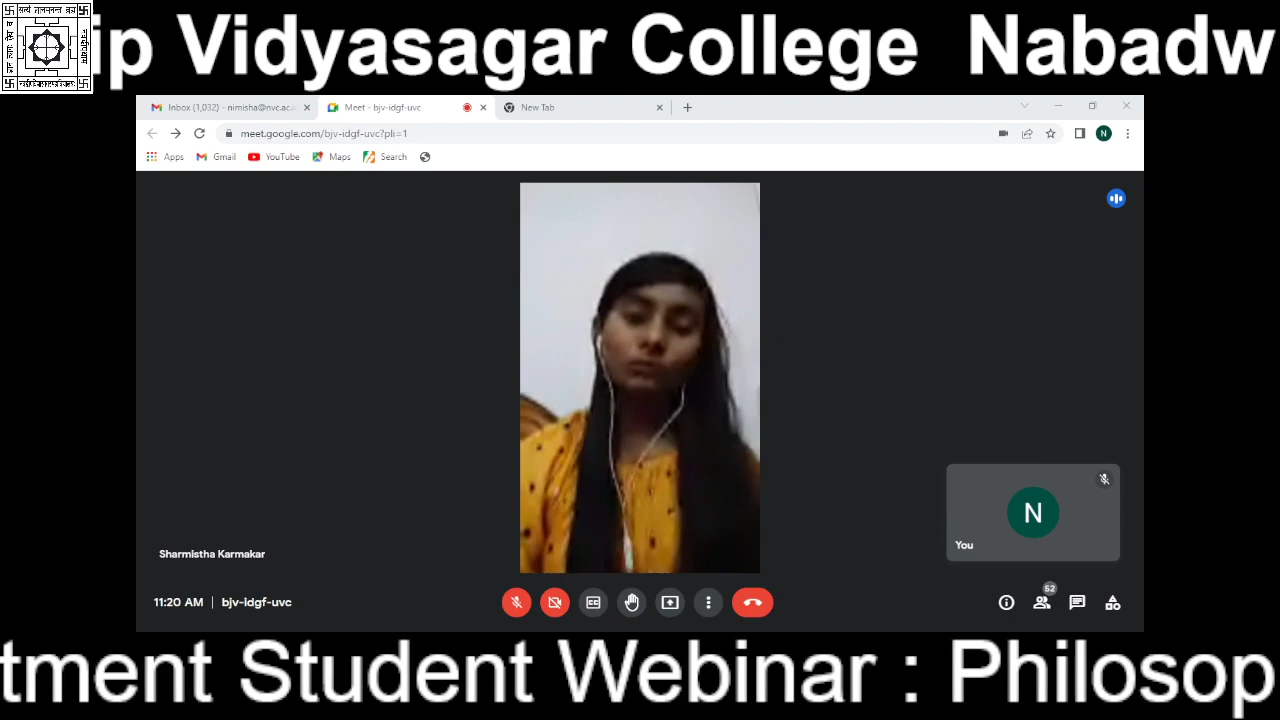 ip Vidyasagar College Nabadw
Inbox (1,032) - nimisha@nvc.ac.
Meet - bjv-idgf-uvc
New Tab
meet.google.com/bjv-idgf-uvc?pli=1
N
Apps
Gmail
YouTube
Maps
Search
N
You
Sharmistha Karmakar
11:20 AM | bjv-idgf-uvc
CC
52
tment Student Webinar : Philosop